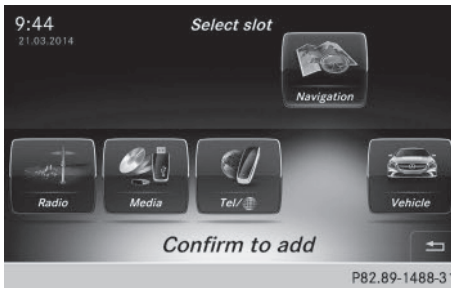 9:44
Select slot
21.03.2014
Navigation
Radio
Media
Tel/
Vehicle
Confirm to add
P82.89-1488-31